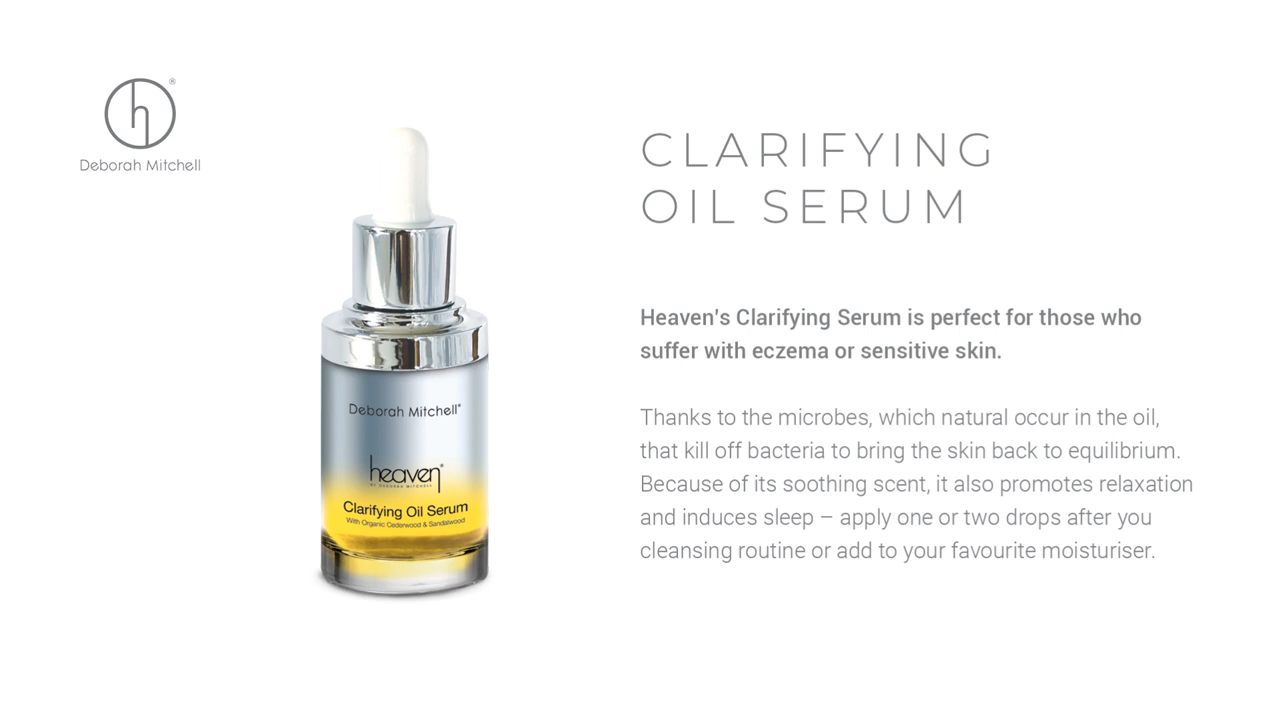 ®
Deborah Mitchell
CLARIFYING
OIL SERUM
Heaven's Clarifying Serum is perfect for those who
suffer with eczema or sensitive skin.
Thanks to the microbes, which natural occur in the oil,
that kill off bacteria to bring the skin back to equilibrium.
Because of its soothing scent, it also promotes relaxation
and induces sleep – apply one or two drops after you
cleansing routine or add to your favourite moisturiser.
Deborah Mitchell®
heaven®
BY DEBORAH MITCHELL
Clarifying Oil Serum
With Organic Cederwood & Sandalwood